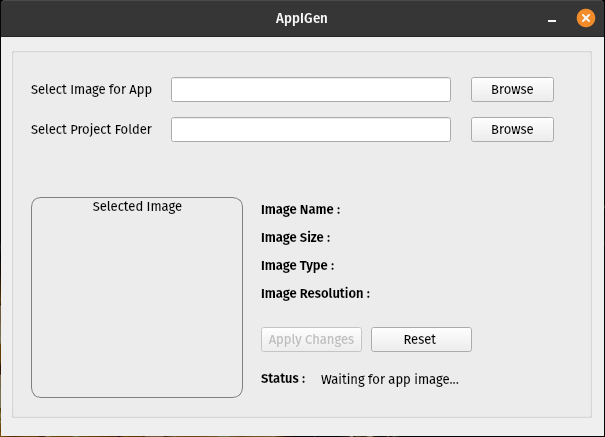 AppIGen
Select Image for App
Browse
Select Project Folder
Browse
Selected Image
Image Name :
Image Size :
Image Type :
Image Resolution :
Apply Changes
Reset
Status :
Waiting for app image...